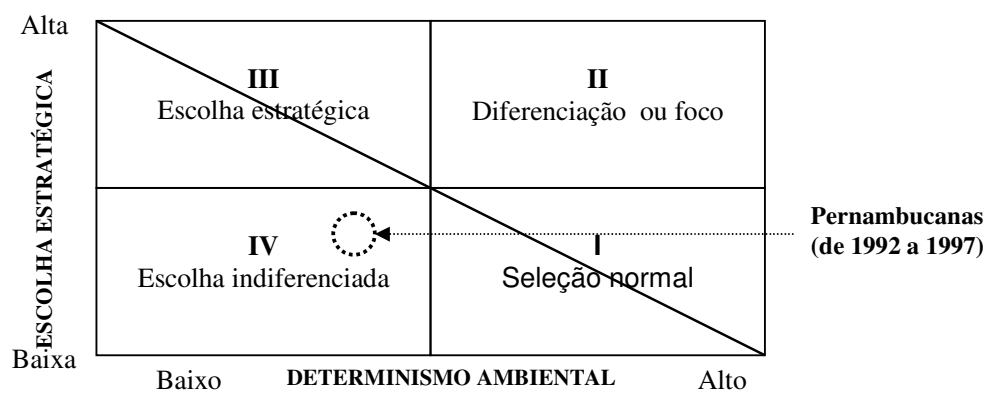 Alta
III
Escolha estratégica
II
Diferenciação ou foco
ESCOLHA ESTRATÉGICA
IV
Escolha indiferenciada
I
Seleção normal
Pernambucanas
(de 1992 a 1997)
Baixa
Baixo
DETERMINISMO AMBIENTAL
Alto